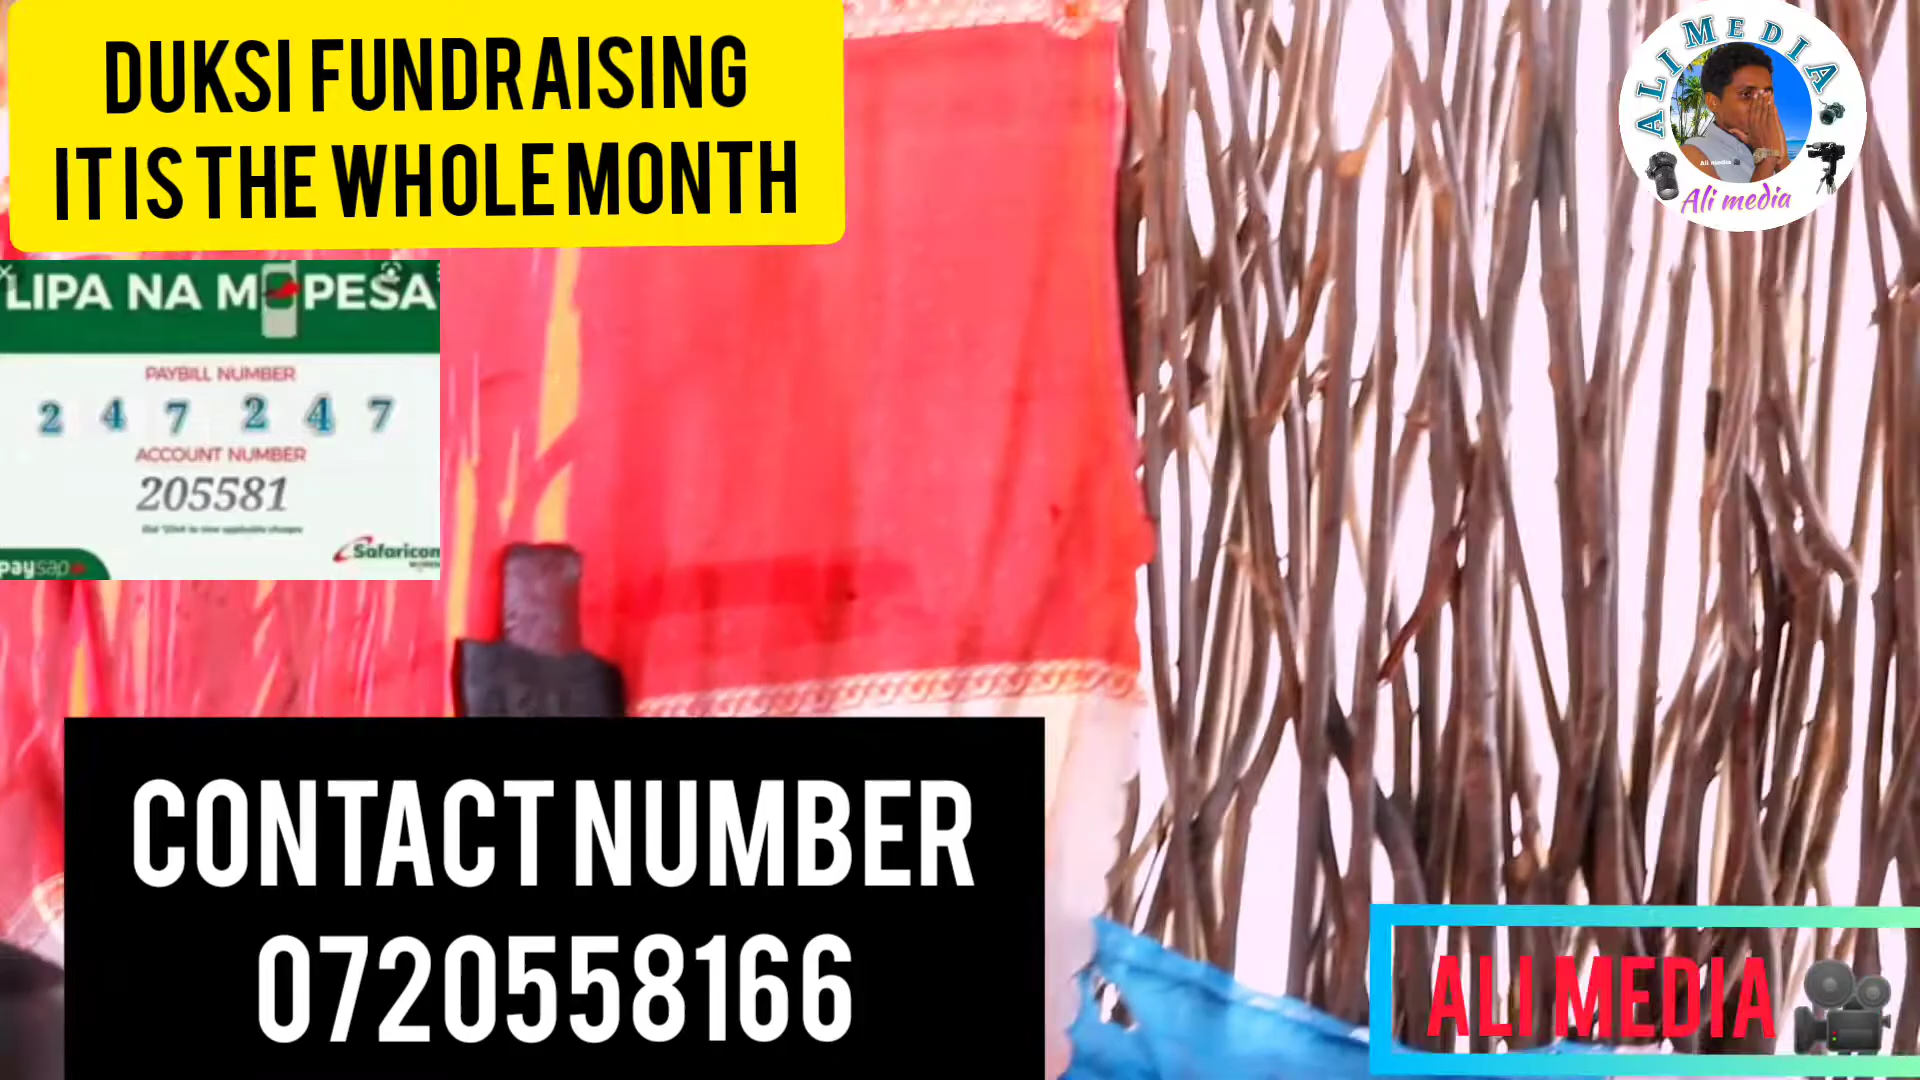 DUKSI FUNDRAISING
IT IS THE WHOLE MONTH
ALI MEDIA
Ali media
Ali media
LIPA NA M PESA
PAYBILL NUMBER
2 4 7 2 4 7
ACCOUNT NUMBER
205581
Safaricom
paysap
CONTACT NUMBER
0720558166
ALI MEDIA